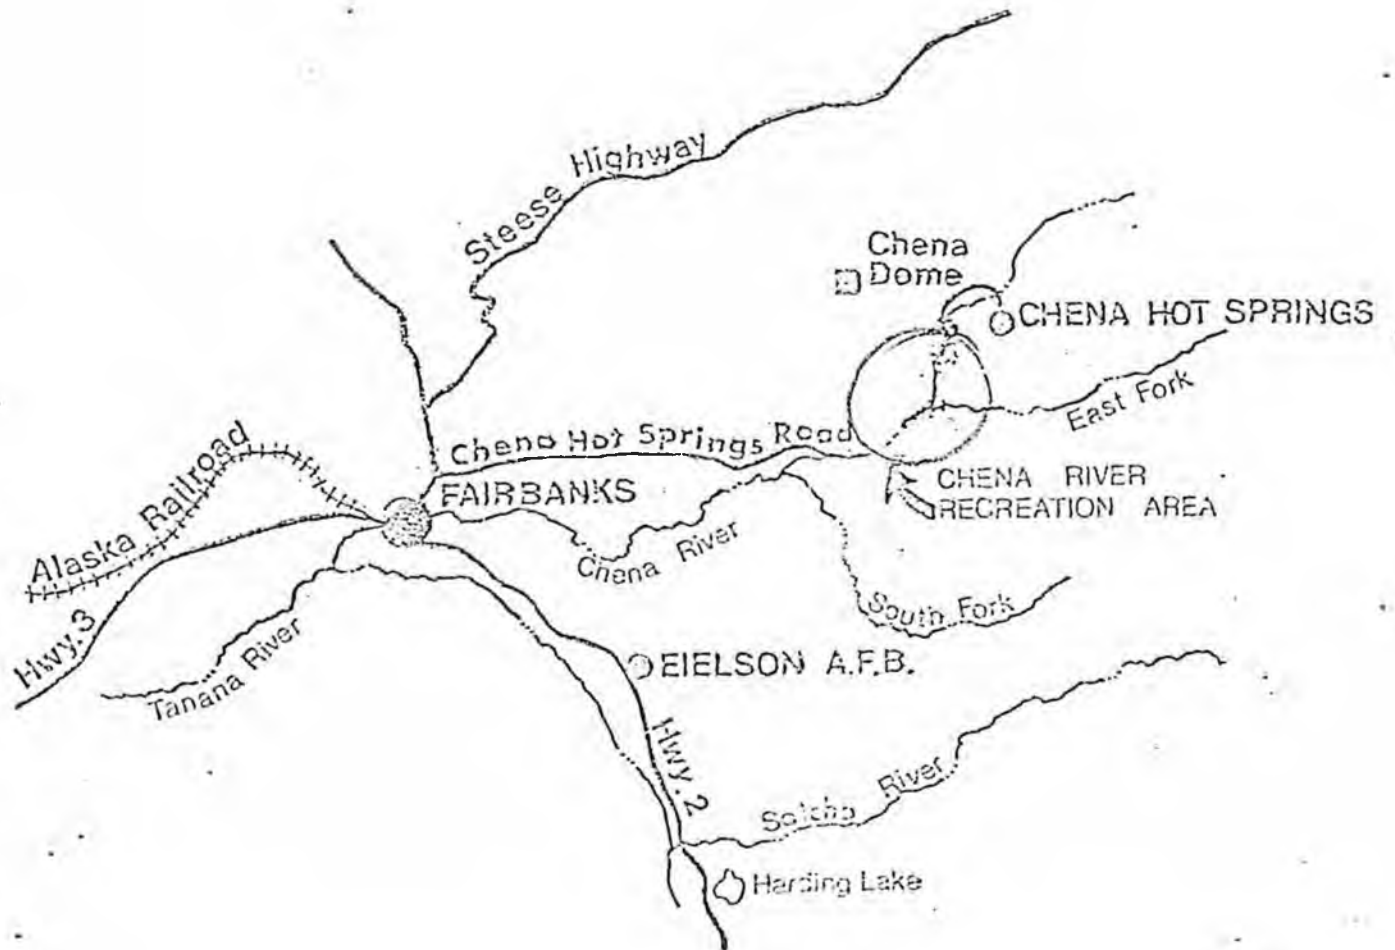 Steese Highway
Chena
Dome
CHENA HOT SPRINGS
East Fork
Chena Hot Springs Road
Alaska Railroad
FAIRBANKS
CHENA RIVER
RECREATION AREA
Chena River
Hwy. 3
South Fork
Tanana River
EIELSON A.F.B.
Hwy. 2
Salcha River
Harding Lake